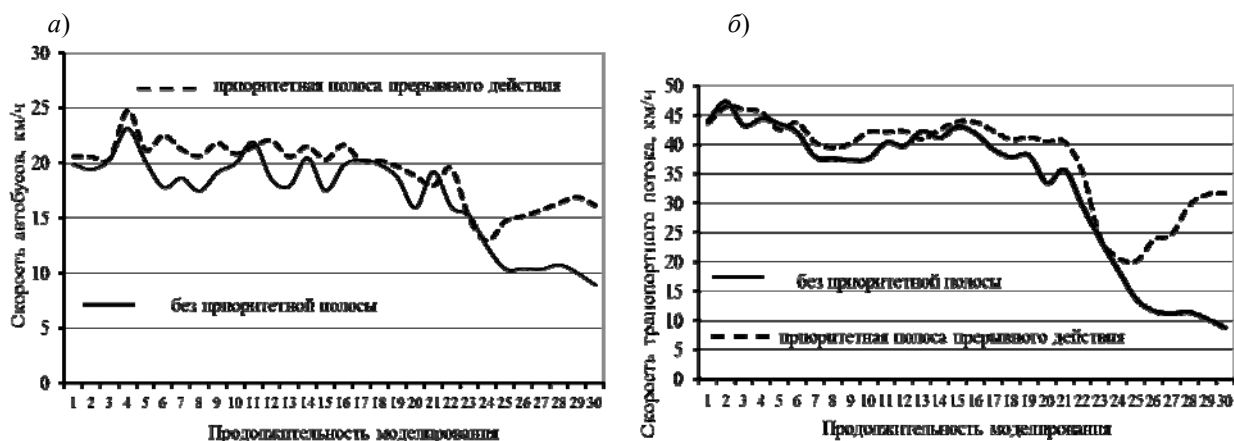 а)
30
25
20
15
10
5
0
Скорость автобусов, км/ч
приоритетная полоса прерывного действия
без приоритетной полосы
1 2 3 4 5 6 7 8 9 10 11 12 13 14 15 16 17 18 19 20 21 22 23 24 25 26 27 28 29 30
Продолжительность моделирования
б)
50
45
40
35
30
25
20
15
10
5
0
Скорость транспортного потока, км/ч
без приоритетной полосы
приоритетная полоса прерывного действия
1 2 3 4 5 6 7 8 9 10 11 12 13 14 15 16 17 18 19 20 21 22 23 24 25 26 27 28 29 30
Продолжительность моделирования